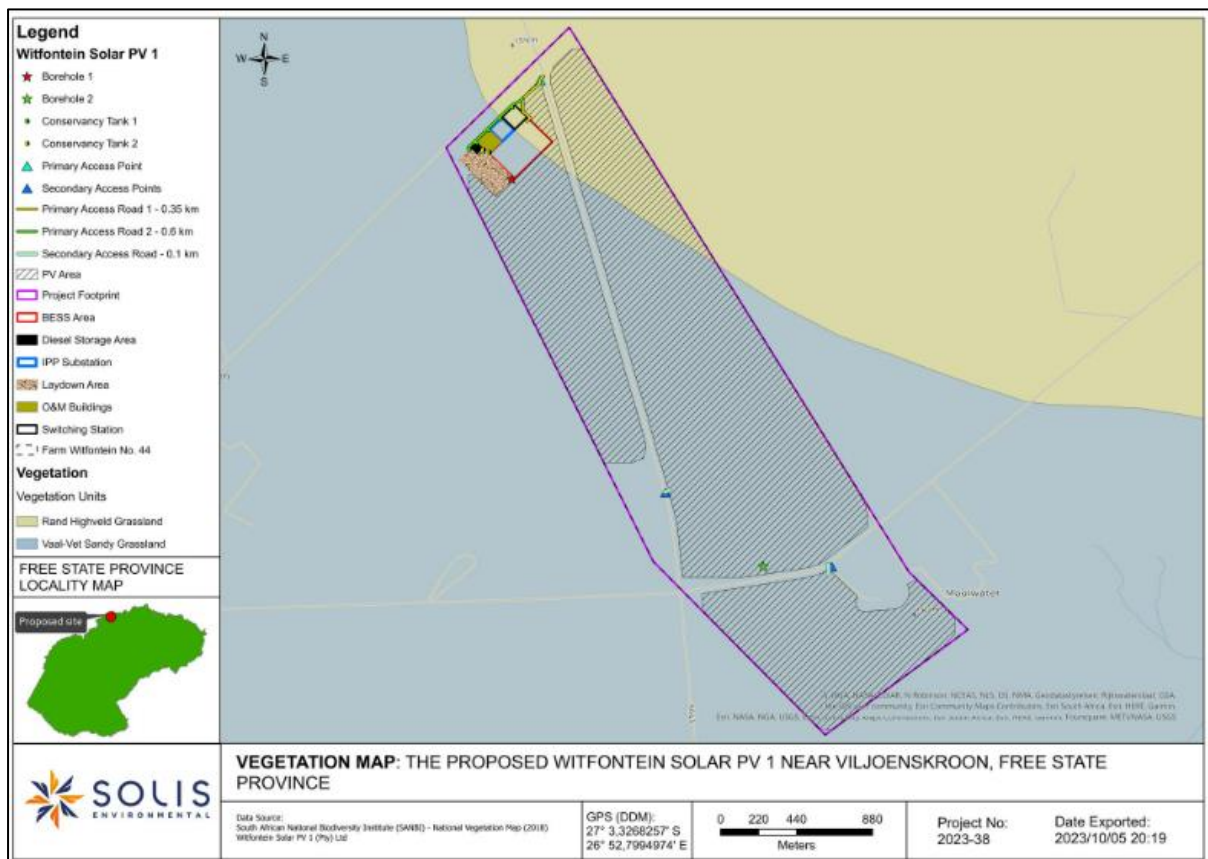 Legend
Witfontein Solar PV 1
Borehole 1
Borehole 2
Conservancy Tank 1
Conservancy Tank 2
Primary Access Point
Secondary Access Points
Primary Access Road 1 - 0.35 km
Primary Access Road 2 - 0.6 km
Secondary Access Road - 0.1 km
PV Area
Project Footprint
BESS Area
Diesel Storage Area
IPP Substation
Laydown Area
O&M Buildings
Switching Station
Farm Witfontein No. 44
Vegetation
Vegetation Units
Rand Highveld Grassland
Vaal-Vet Sandy Grassland
FREE STATE PROVINCE
LOCALITY MAP
Proposed site
N
W E
S
Mooiwater
SOLIS
ENVIRONMENTAL
VEGETATION MAP: THE PROPOSED WITFONTEIN SOLAR PV 1 NEAR VILJOENSKROON, FREE STATE
PROVINCE
Data Source:
South African National Biodiversity Institute (SANBI) - National Vegetation Map (2018)
Witfontein Solar PV 1 (Pty) Ltd
GPS (DDM):
27° 3,3268257' S
26° 52,7994974' E
0 220 440 880
Meters
Project No:
2023-38
Date Exported:
2023/10/05 20:19